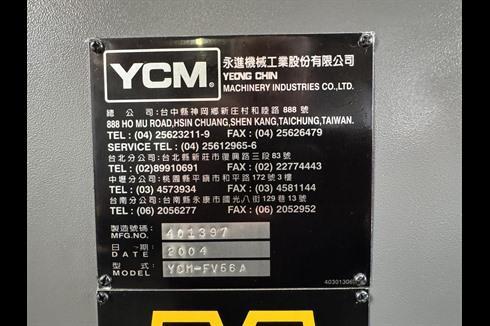 YCM®
永進機械工業股份有限公司
YEONG CHIN
MACHINERY INDUSTRIES CO.,LTD.
總公司：台中縣神岡鄉新庄村和睦路 888 號
888 HO MU ROAD,HSIN CHUANG,SHEN KANG,TAICHUNG,TAIWAN.
TEL : (04) 25623211-9 FAX : (04) 25626479
SERVICE TEL : (04) 25612965-6
台北分公司：台北縣新莊市復興路三段83號
TEL : (02)89910691 FAX : (02) 22774443
中壢分公司：桃園縣平鎮市和平路 172 號 3 樓
TEL : (03) 4573934 FAX : (03) 4581144
台南分公司：台南縣永康市國光八街129巷13號
TEL : (06) 2056277 FAX : (06) 2052952
製造號碼：
MFG.NO. 401397
日期：
DATE 2004
型式：
MODEL YCM-FV56A